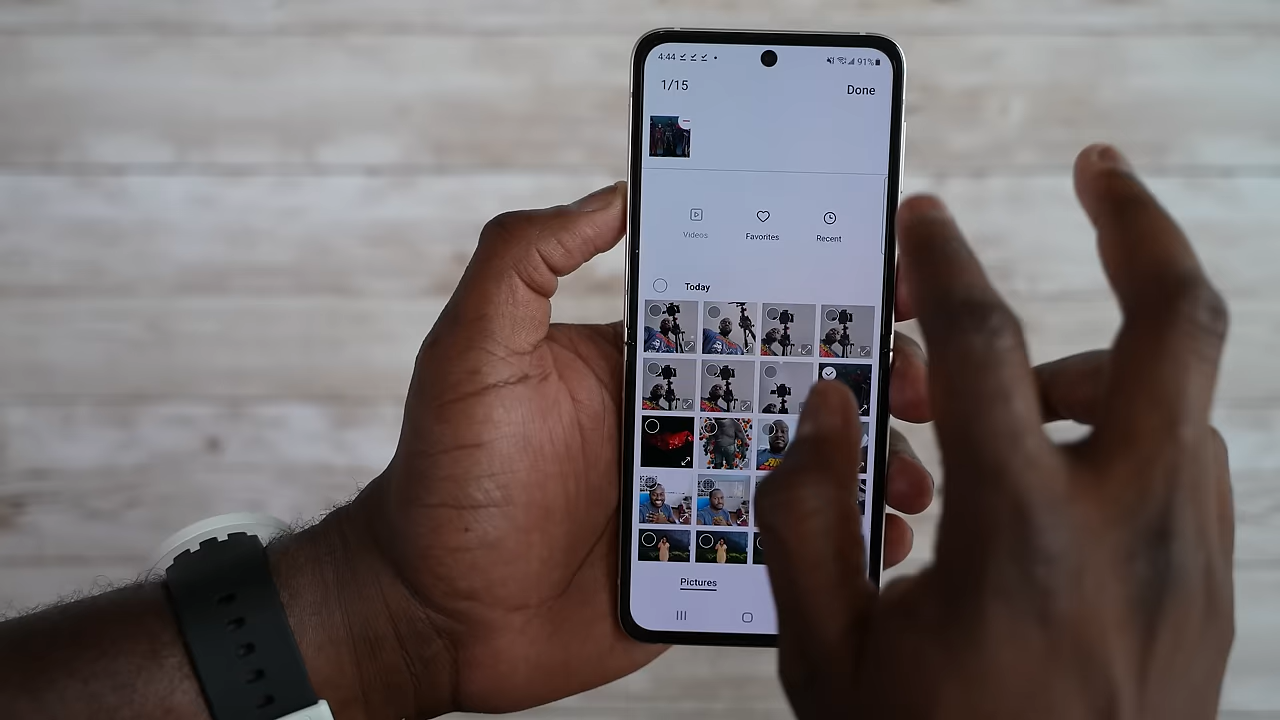 4:44
91%
1/15
Done
Videos
Favorites
Recent
Today
Pictures